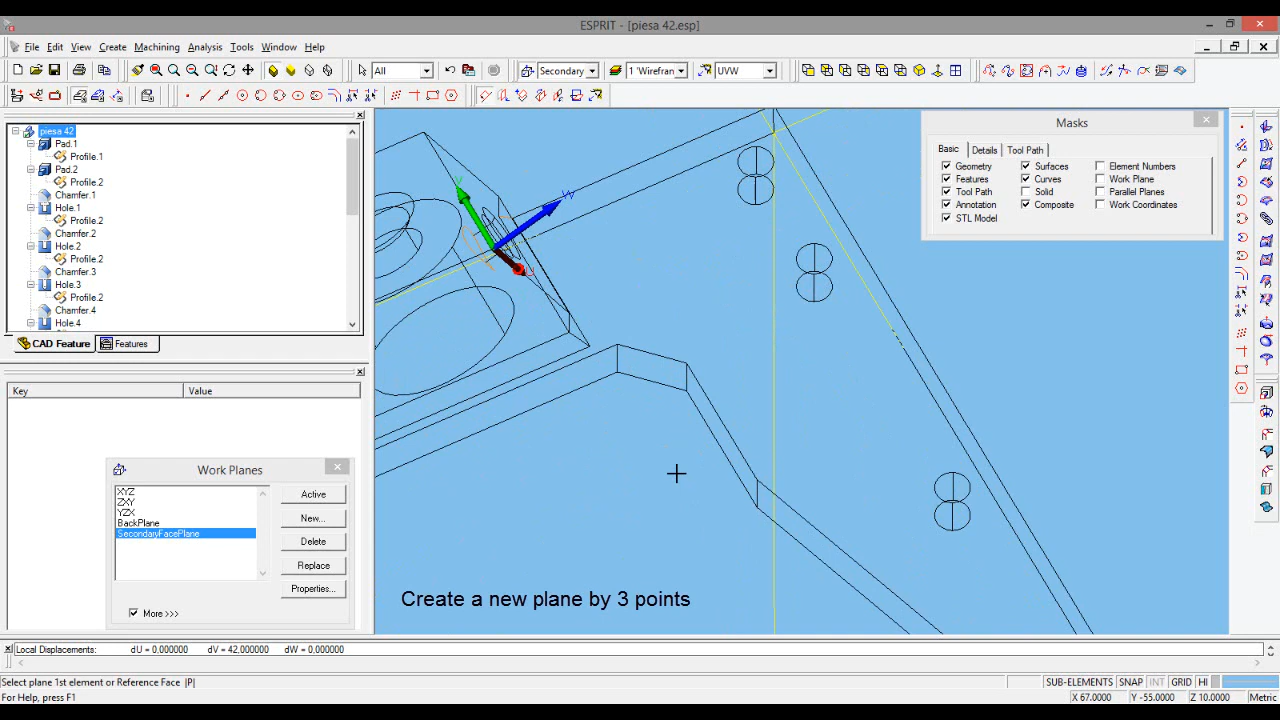 ESPRIT - [piesa 42.esp]
File Edit View Create Machining Analysis Tools Window Help
All Secondary 1 'Wirefran UVW
piesa 42
Pad.1
Profile.1
Pad.2
Profile.2
Chamfer.1
Hole.1
Profile.2
Chamfer.2
Hole.2
Profile.2
Chamfer.3
Hole.3
Profile.2
Chamfer.4
Hole.4
CAD Feature Features
Key Value
Work Planes
XYZ
ZXY
YZX
BackPlane
SecondaryFacePlane
Active
New...
Delete
Replace
Properties...
More >>>
V
W
U
Masks
Basic Details Tool Path
Geometry Surfaces Element Numbers
Features Curves Work Plane
Tool Path Solid Parallel Planes
Annotation Composite Work Coordinates
STL Model
Create a new plane by 3 points
Local Displacements: dU = 0,000000 dV = 42,000000 dW = 0.000000
Select plane 1st element or Reference Face |P|
SUB-ELEMENTS SNAP INT GRID HI
For Help, press F1
X 67.0000 Y -55.0000 Z 10.0000 Metric